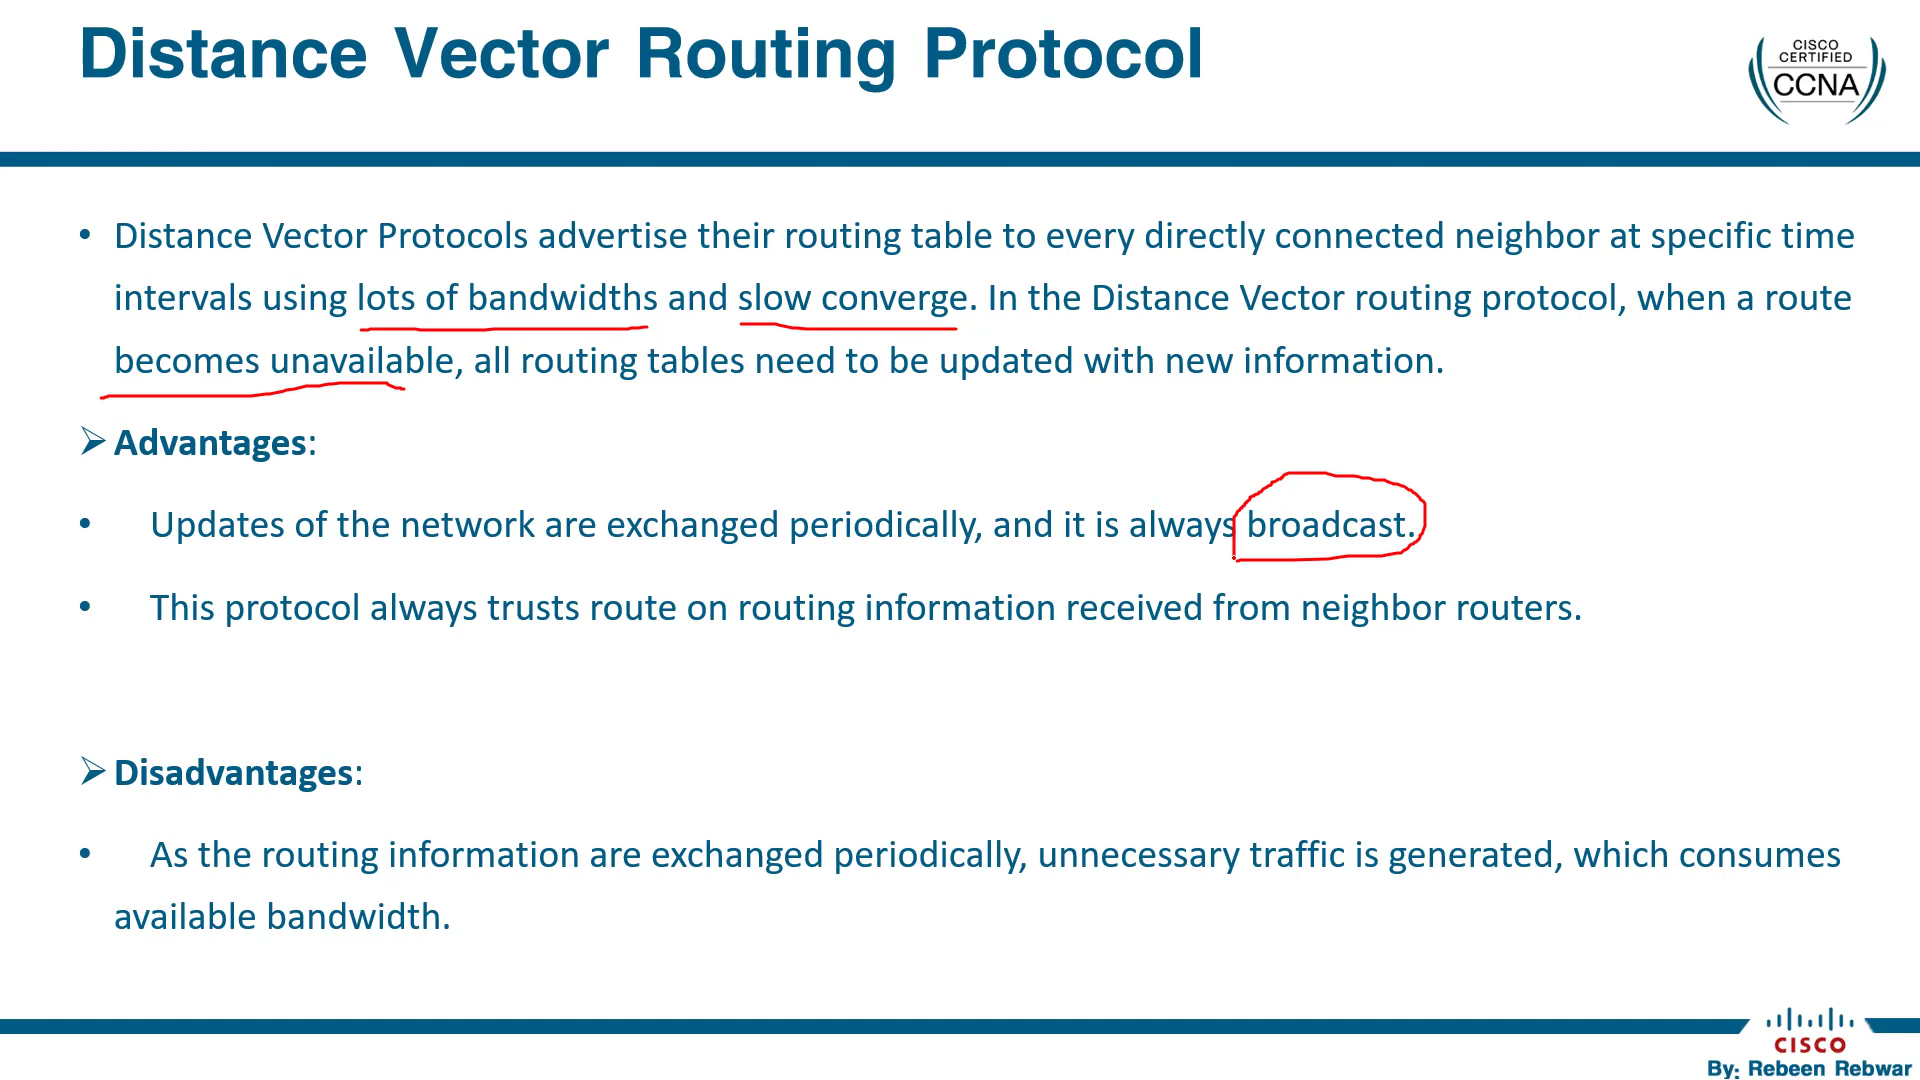 Distance Vector Routing Protocol
CISCO
CERTIFIED
CCNA
• Distance Vector Protocols advertise their routing table to every directly connected neighbor at specific time
intervals using lots of bandwidths and slow converge. In the Distance Vector routing protocol, when a route
becomes unavailable, all routing tables need to be updated with new information.
➢ Advantages:
• Updates of the network are exchanged periodically, and it is always broadcast.
• This protocol always trusts route on routing information received from neighbor routers.
➢ Disadvantages:
• As the routing information are exchanged periodically, unnecessary traffic is generated, which consumes
available bandwidth.
CISCO
By: Rebeen Rebwar